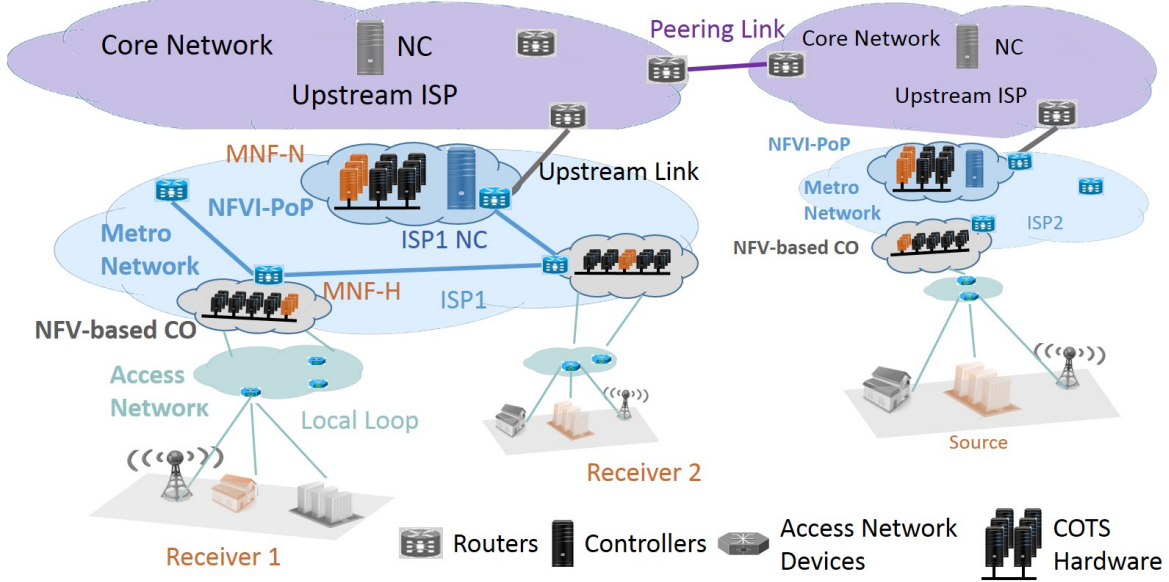 Core Network
NC
Upstream ISP
Peering Link
Core Network
NC
Upstream ISP
MNF-N
NFVI-PoP
ISP1 NC
Upstream Link
Metro
Network
MNF-H
ISP1
NFV-based CO
Access
Network
Local Loop
Receiver 1
Receiver 2
NFVI-PoP
Metro
Network
ISP2
NFV-based CO
Source
Routers
Controllers
Access Network
Devices
COTS
Hardware